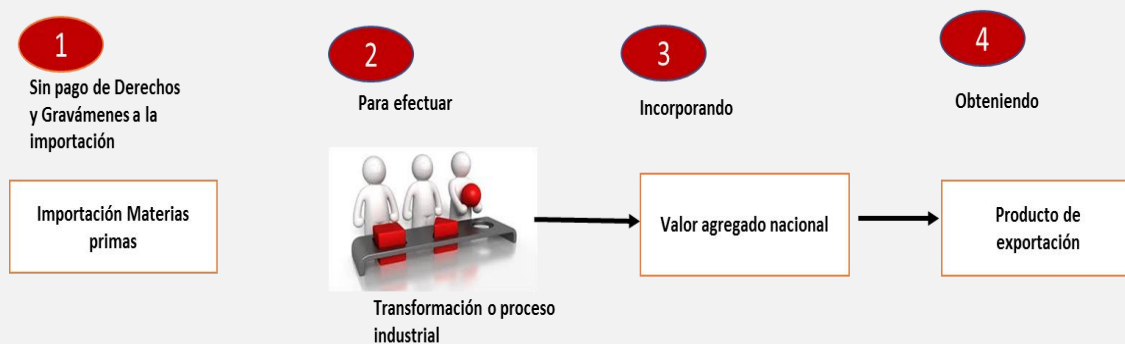 1
Sin pago de Derechos
y Gravámenes a la
importación
Importación Materias
primas
2
Para efectuar
Transformación o proceso
industrial
3
Incorporando
Valor agregado nacional
4
Obteniendo
Producto de
exportación